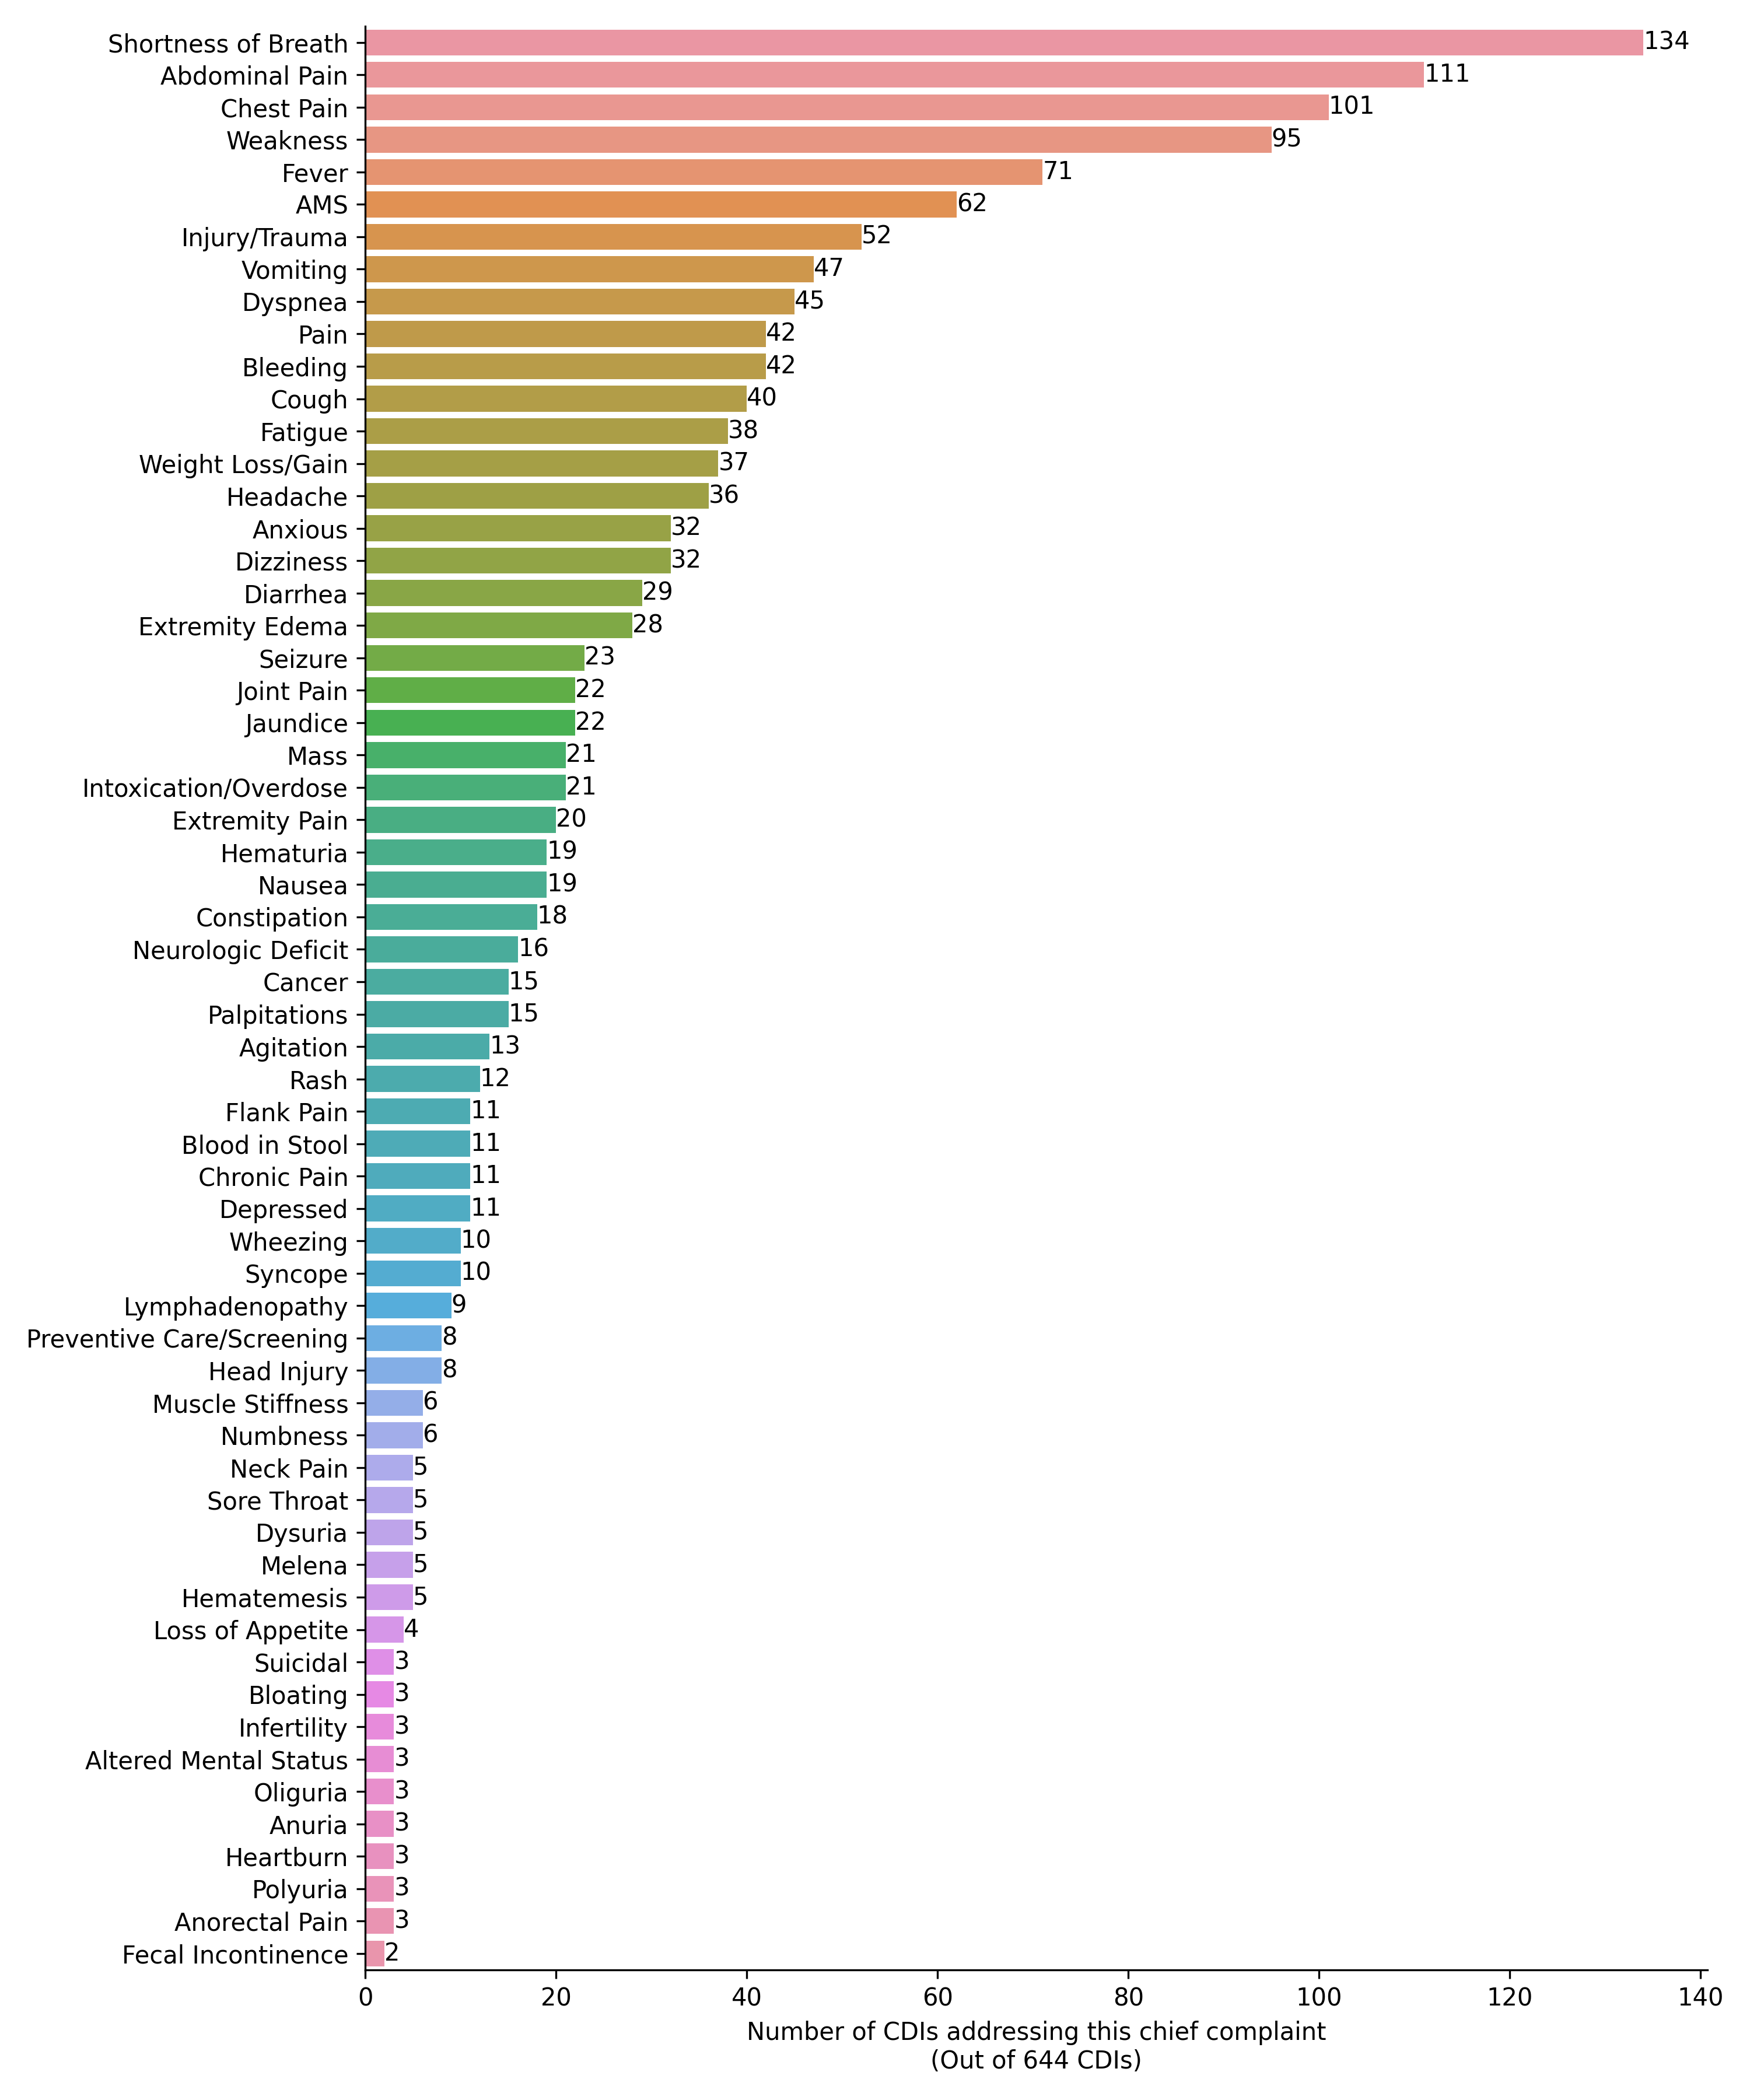 Shortness of Breath 134
Abdominal Pain 111
Chest Pain 101
Weakness 95
Fever 71
AMS 62
Injury/Trauma 52
Vomiting 47
Dyspnea 45
Pain 42
Bleeding 42
Cough 40
Fatigue 38
Weight Loss/Gain 37
Headache 36
Anxious 32
Dizziness 32
Diarrhea 29
Extremity Edema 28
Seizure 23
Joint Pain 22
Jaundice 22
Mass 21
Intoxication/Overdose 21
Extremity Pain 20
Hematuria 19
Nausea 19
Constipation 18
Neurologic Deficit 16
Cancer 15
Palpitations 15
Agitation 13
Rash 12
Flank Pain 11
Blood in Stool 11
Chronic Pain 11
Depressed 11
Wheezing 10
Syncope 10
Lymphadenopathy 9
Preventive Care/Screening 8
Head Injury 8
Muscle Stiffness 6
Numbness 6
Neck Pain 5
Sore Throat 5
Dysuria 5
Melena 5
Hematemesis 5
Loss of Appetite 4
Suicidal 3
Bloating 3
Infertility 3
Altered Mental Status 3
Oliguria 3
Anuria 3
Heartburn 3
Polyuria 3
Anorectal Pain 3
Fecal Incontinence 2
0 20 40 60 80 100 120 140
Number of CDIs addressing this chief complaint
(Out of 644 CDIs)